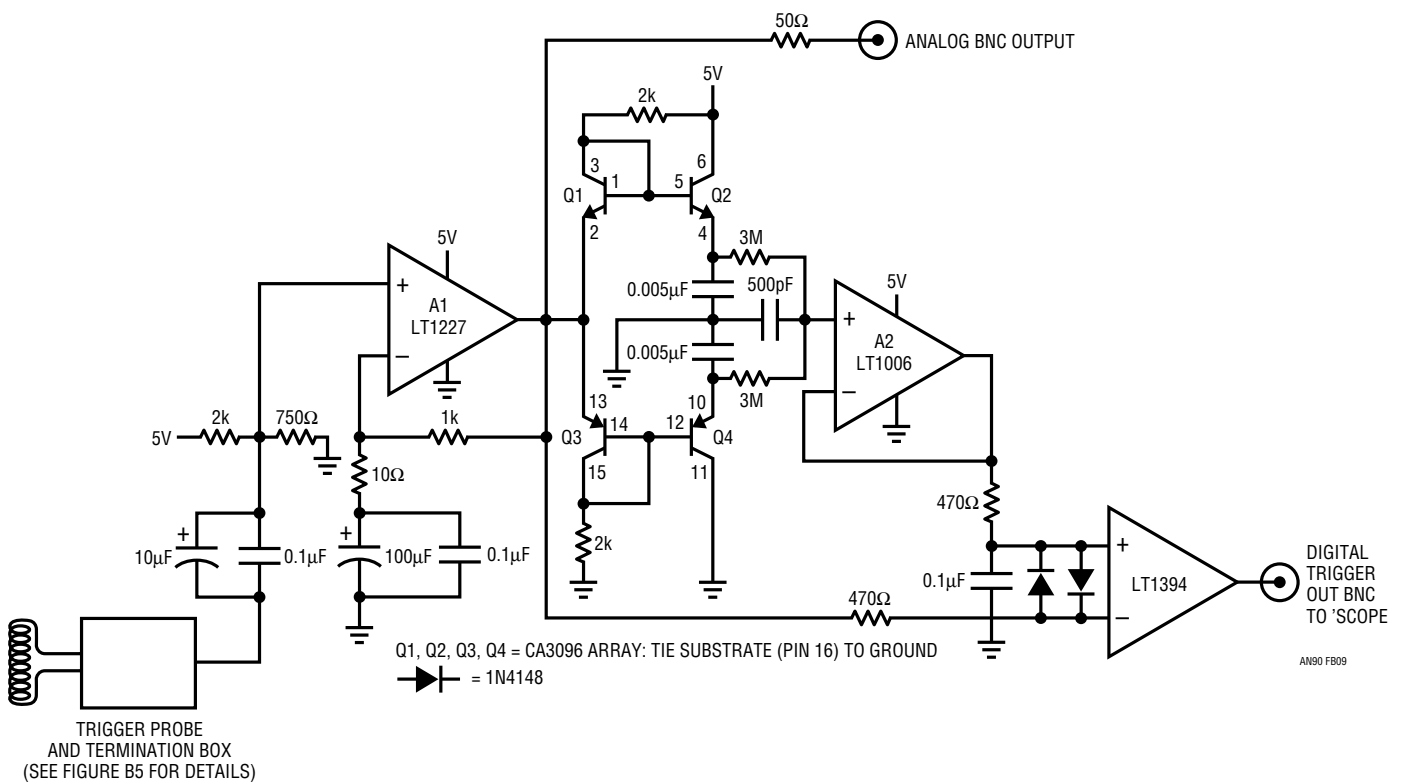 50Ω
ANALOG BNC OUTPUT
5V
2k
3
1
5
6
Q1
Q2
2
4
5V
3M
+
A1
LT1227
−
0.005µF
500pF
5V
+
A2
LT1006
−
0.005µF
3M
2k
750Ω
5V
1k
13
14
12
10
Q3
Q4
15
11
10Ω
470Ω
+
10µF
0.1µF
+
100µF
0.1µF
2k
0.1µF
+
LT1394
−
DIGITAL
TRIGGER
OUT BNC
TO 'SCOPE
470Ω
Q1, Q2, Q3, Q4 = CA3096 ARRAY: TIE SUBSTRATE (PIN 16) TO GROUND
= 1N4148
AN90 FB09
TRIGGER PROBE
AND TERMINATION BOX
(SEE FIGURE B5 FOR DETAILS)